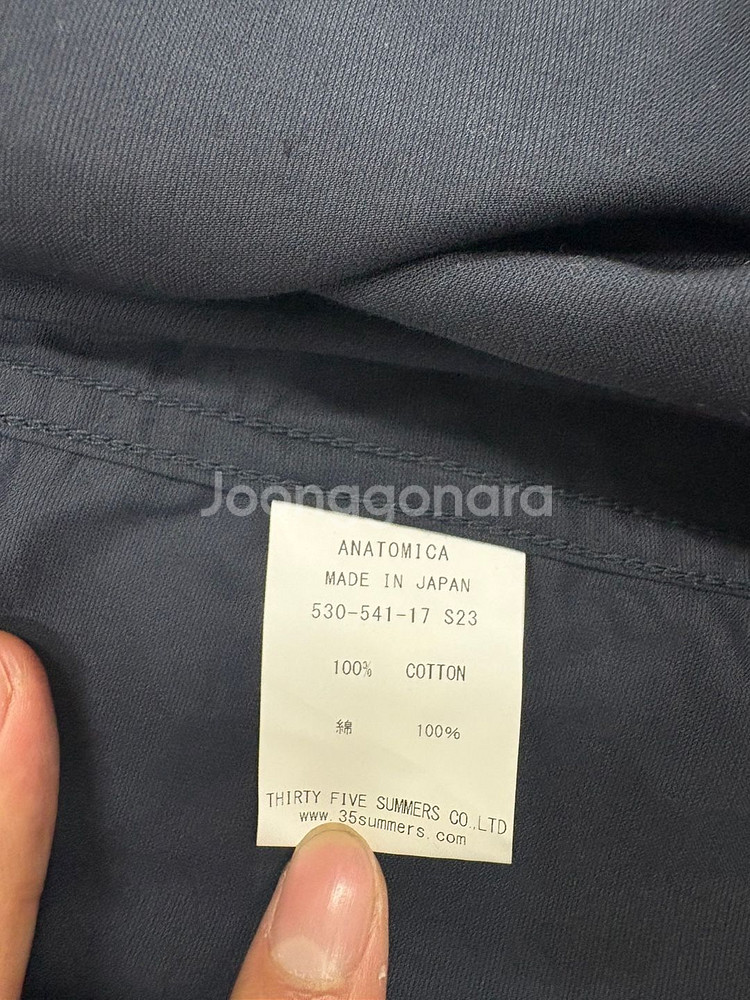 Joonggonara
ANATOMICA
MADE IN JAPAN
530-541-17 S23
100% COTTON
綿 100%
THIRTY FIVE SUMMERS CO.,LTD
www.35summers.com